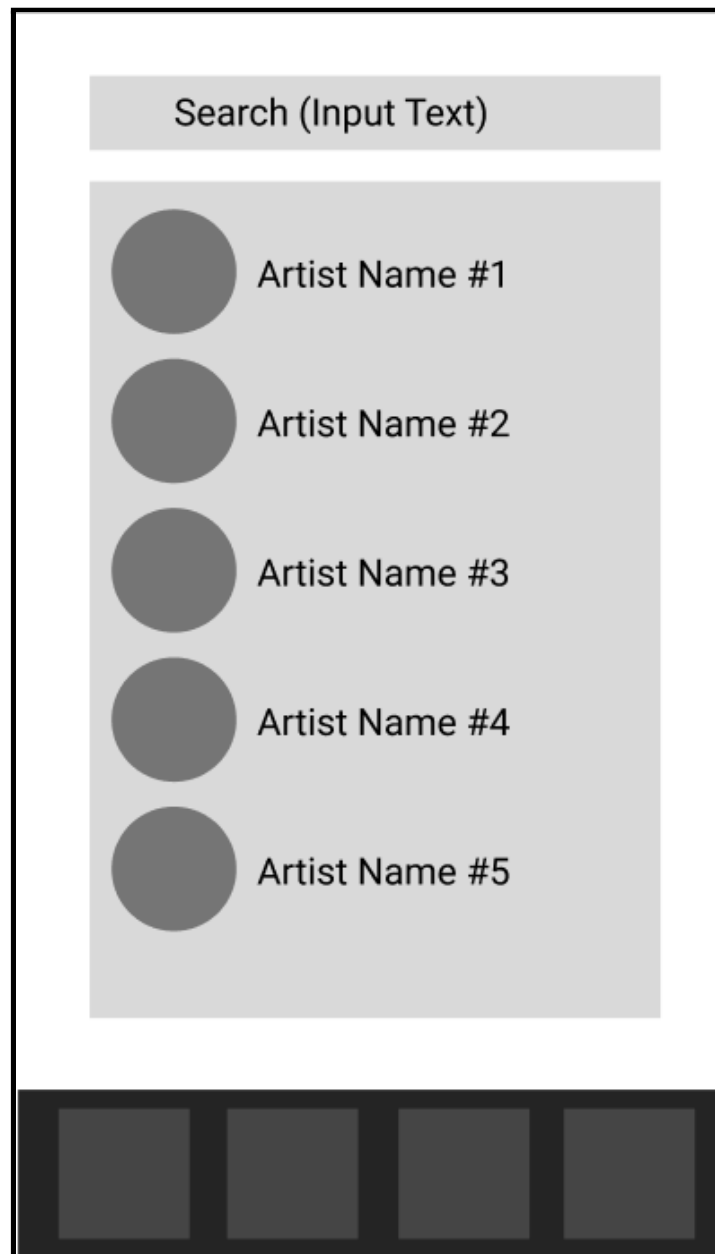 Search (Input Text)
Artist Name #1
Artist Name #2
Artist Name #3
Artist Name #4
Artist Name #5